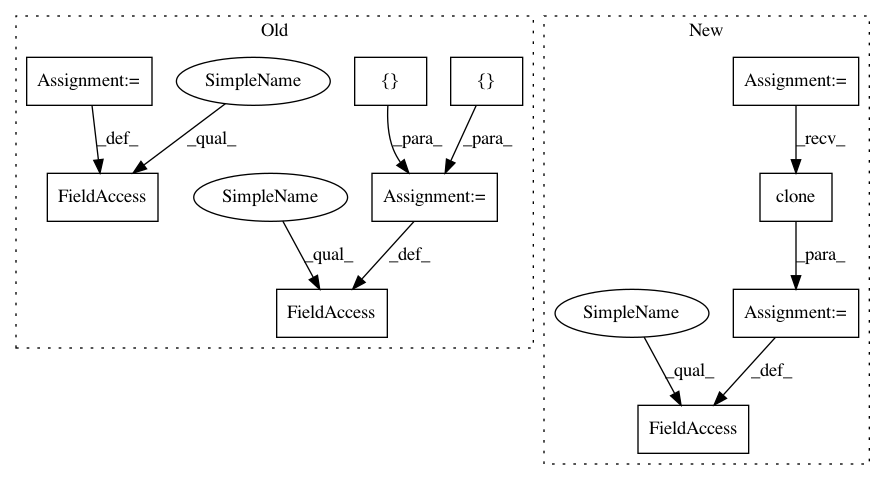 Old
New
Assignment:=
SimpleName
{}
{}
Assignment:=
_def_
_qual_
_para_
_para_
_recv_
FieldAccess
SimpleName
Assignment:=
clone
_qual_
_def_
_para_
FieldAccess
SimpleName
Assignment:=
_qual_
_def_
FieldAccess